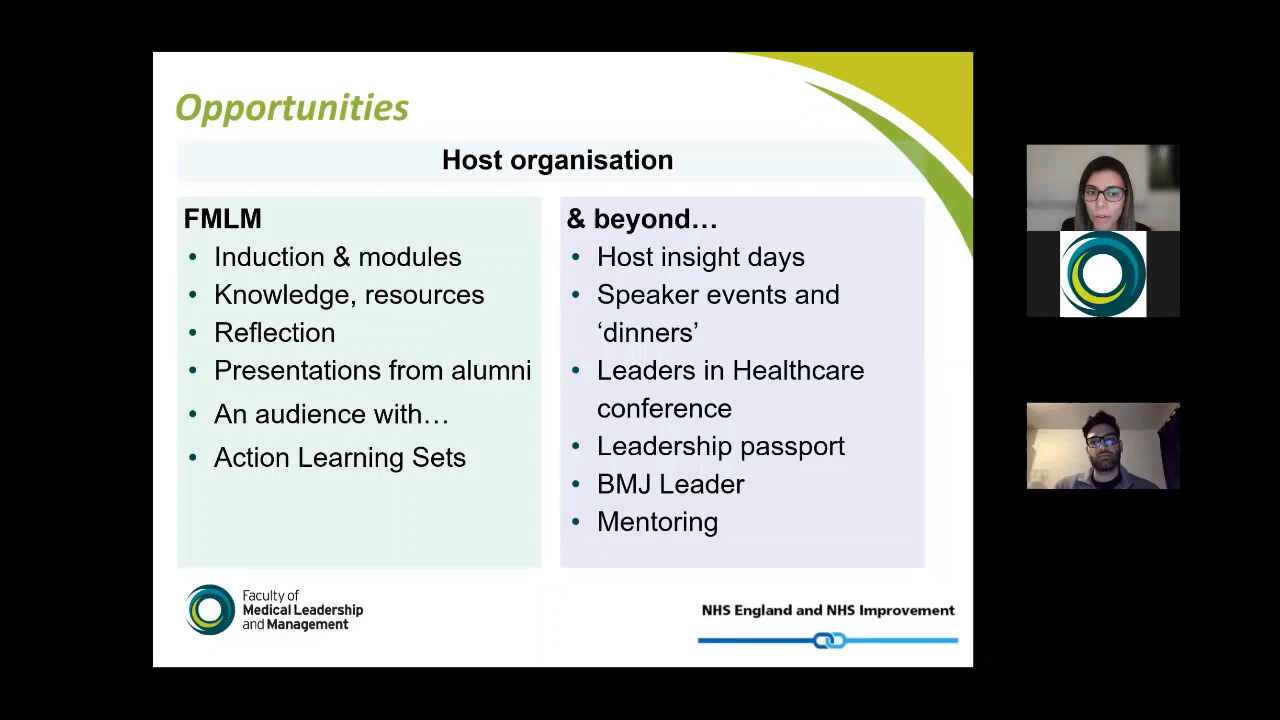 Opportunities
Host organisation
FMLM
• Induction & modules
• Knowledge, resources
• Reflection
• Presentations from alumni
• An audience with…
• Action Learning Sets
& beyond…
• Host insight days
• Speaker events and
‘dinners’
• Leaders in Healthcare
conference
• Leadership passport
• BMJ Leader
• Mentoring
Faculty of
Medical Leadership
and Management
NHS England and NHS Improvement